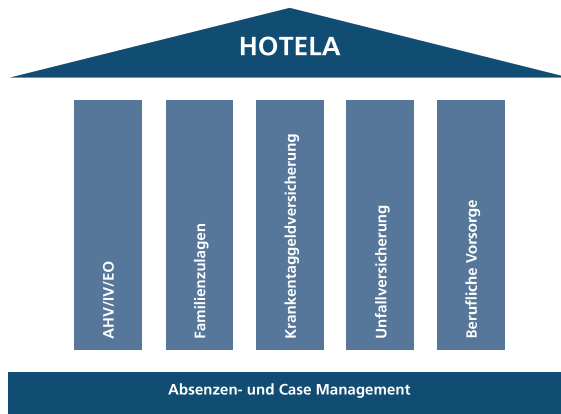 HOTELA
AHV/IV/EO
Familienzulagen
Krankentaggeldversicherung
Unfallversicherung
Berufliche Vorsorge
Absenzen- und Case Management